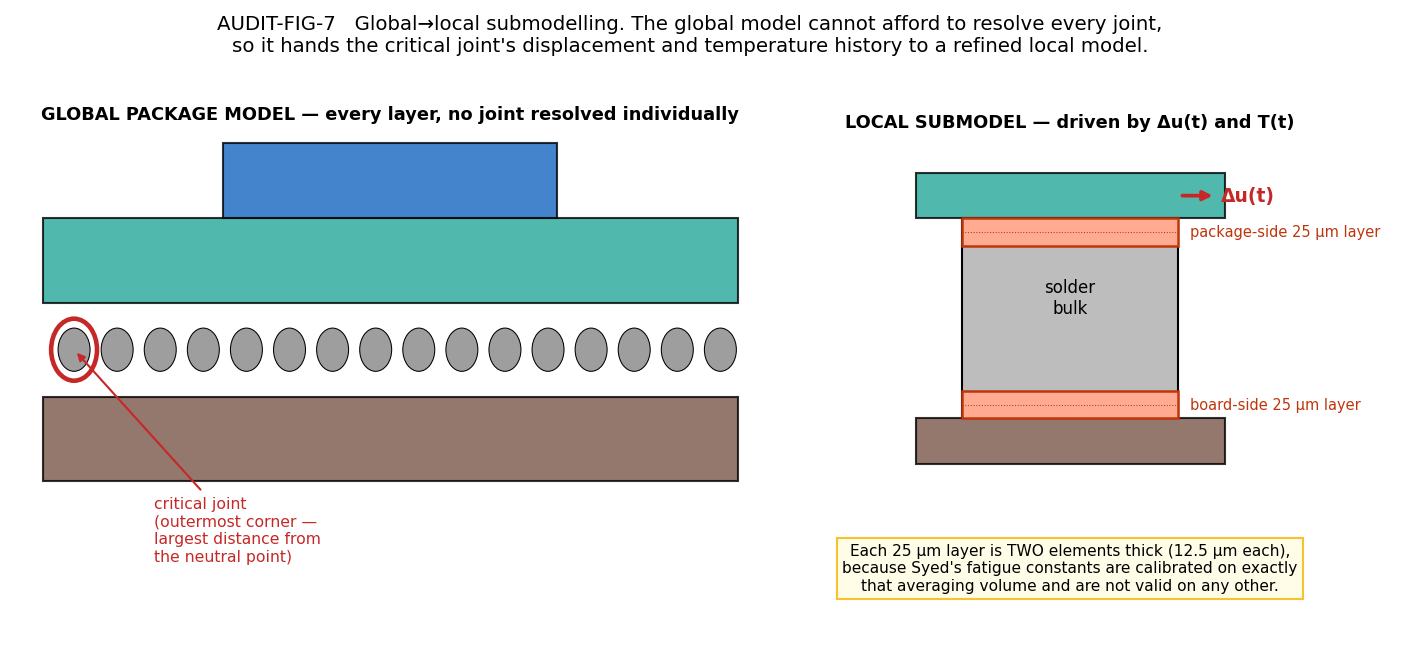 AUDIT-FIG-7   Global→local submodelling. The global model cannot afford to resolve every joint,
so it hands the critical joint's displacement and temperature history to a refined local model.
GLOBAL PACKAGE MODEL — every layer, no joint resolved individually
critical joint
(outermost corner —
largest distance from
the neutral point)
LOCAL SUBMODEL — driven by Δu(t) and T(t)
Δu(t)
package-side 25 µm layer
solder
bulk
board-side 25 µm layer
Each 25 µm layer is TWO elements thick (12.5 µm each),
because Syed's fatigue constants are calibrated on exactly
that averaging volume and are not valid on any other.